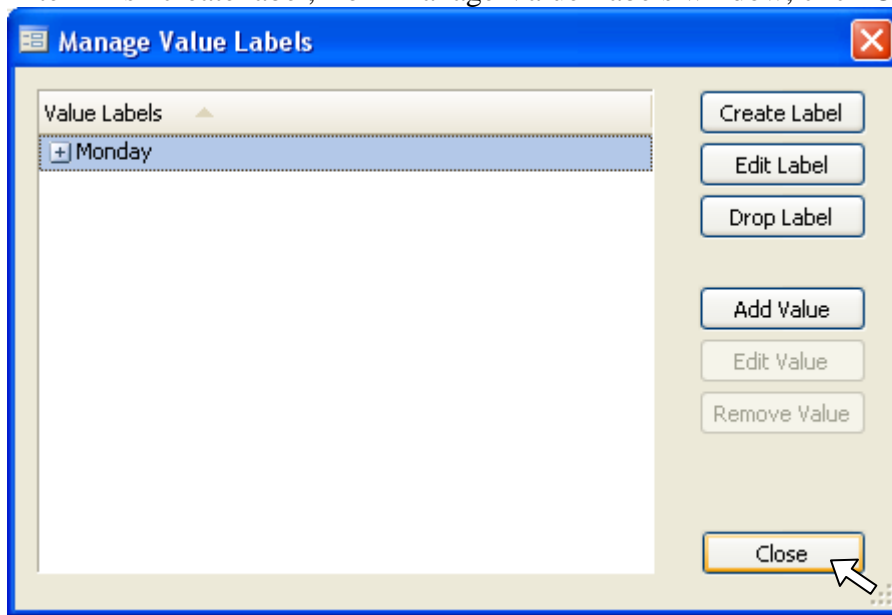 Manage Value Labels
Value Labels
Monday
Create Label
Edit Label
Drop Label
Add Value
Edit Value
Remove Value
Close